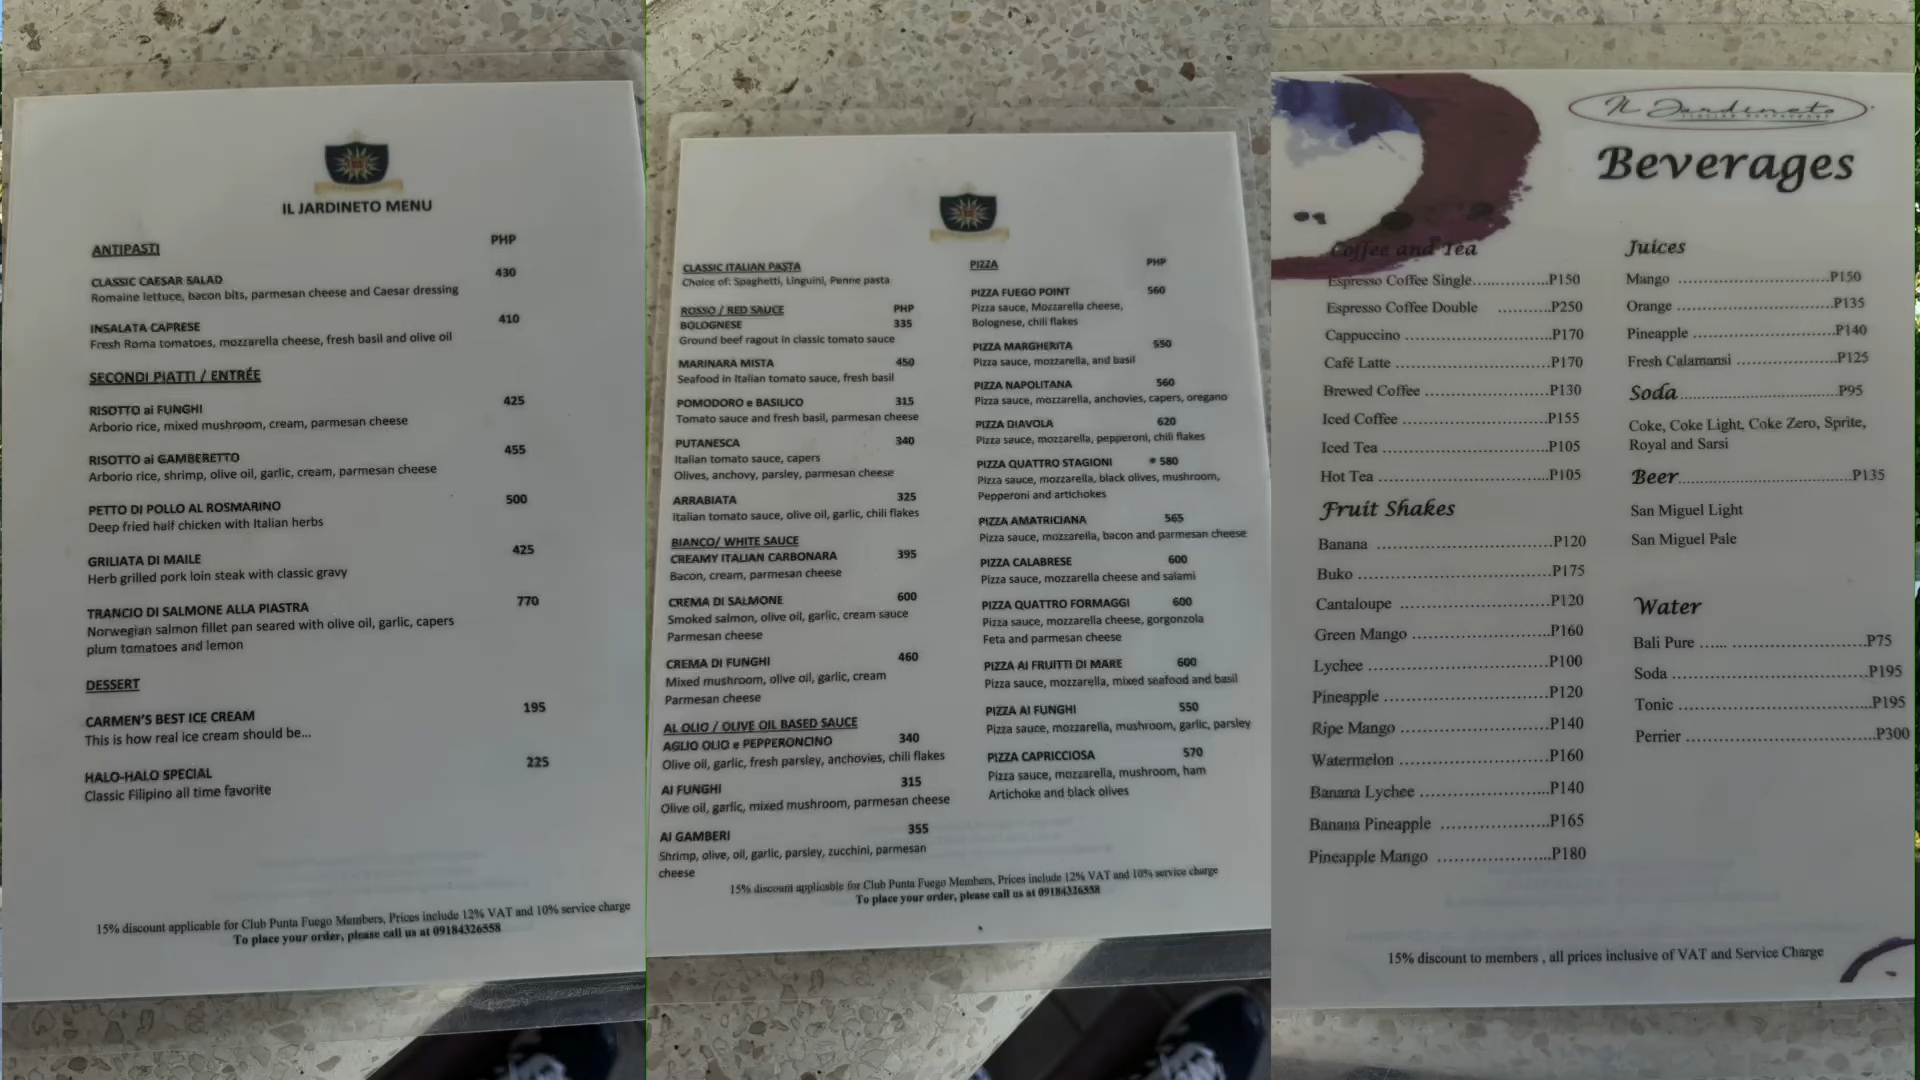 IL JARDINETO MENU
ANTIPASTI PHP
CLASSIC CAESAR SALAD 430
Romaine lettuce, bacon bits, parmesan cheese and Caesar dressing
INSALATA CAPRESE 410
Fresh Roma tomatoes, mozzarella cheese, fresh basil and olive oil
SECONDI PIATTI / ENTRÉE
RISOTTO ai FUNGHI 425
Arborio rice, mixed mushroom, cream, parmesan cheese
RISOTTO ai GAMBERETTO 455
Arborio rice, shrimp, olive oil, garlic, cream, parmesan cheese
PETTO DI POLLO AL ROSMARINO 500
Deep fried half chicken with Italian herbs
GRILIATA DI MAILE 425
Herb grilled pork loin steak with classic gravy
TRANCIO DI SALMONE ALLA PIASTRA 770
Norwegian salmon fillet pan seared with olive oil, garlic, capers
plum tomatoes and lemon
DESSERT
CARMEN'S BEST ICE CREAM 195
This is how real ice cream should be...
HALO-HALO SPECIAL 225
Classic Filipino all time favorite
15% discount applicable for Club Punta Fuego Members, Prices include 12% VAT and 10% service charge
To place your order, please call us at 09184326558
CLASSIC ITALIAN PASTA
Choice of: Spaghetti, Linguini, Penne pasta
ROSSO / RED SAUCE PHP
BOLOGNESE 335
Ground beef ragout in classic tomato sauce
MARINARA MISTA 450
Seafood in Italian tomato sauce, fresh basil
POMODORO e BASILICO 315
Tomato sauce and fresh basil, parmesan cheese
PUTANESCA 340
Italian tomato sauce, capers
Olives, anchovy, parsley, parmesan cheese
ARRABIATA 325
Italian tomato sauce, olive oil, garlic, chili flakes
BIANCO/ WHITE SAUCE
CREAMY ITALIAN CARBONARA 395
Bacon, cream, parmesan cheese
CREMA DI SALMONE 600
Smoked salmon, olive oil, garlic, cream sauce
Parmesan cheese
CREMA DI FUNGHI 460
Mixed mushroom, olive oil, garlic, cream
Parmesan cheese
AL OLIO / OLIVE OIL BASED SAUCE
AGLIO OLIO e PEPPERONCINO 340
Olive oil, garlic, fresh parsley, anchovies, chili flakes
AI FUNGHI 315
Olive oil, garlic, mixed mushroom, parmesan cheese
AI GAMBERI 355
Shrimp, olive, oil, garlic, parsley, zucchini, parmesan
cheese
PIZZA PHP
PIZZA FUEGO POINT 560
Pizza sauce, Mozzarella cheese,
Bolognese, chili flakes
PIZZA MARGHERITA 550
Pizza sauce, mozzarella, and basil
PIZZA NAPOLITANA 560
Pizza sauce, mozzarella, anchovies, capers, oregano
PIZZA DIAVOLA 620
Pizza sauce, mozzarella, pepperoni, chili flakes
PIZZA QUATTRO STAGIONI 580
Pizza sauce, mozzarella, black olives, mushroom,
Pepperoni and artichokes
PIZZA AMATRICIANA 565
Pizza sauce, mozzarella, bacon and parmesan cheese
PIZZA CALABRESE 600
Pizza sauce, mozzarella cheese and salami
PIZZA QUATTRO FORMAGGI 600
Pizza sauce, mozzarella cheese, gorgonzola
Feta and parmesan cheese
PIZZA AI FRUITTI DI MARE 600
Pizza sauce, mozzarella, mixed seafood and basil
PIZZA AI FUNGHI 550
Pizza sauce, mozzarella, mushroom, garlic, parsley
PIZZA CAPRICCIOSA 570
Pizza sauce, mozzarella, mushroom, ham
Artichoke and black olives
15% discount applicable for Club Punta Fuego Members, Prices include 12% VAT and 10% service charge
To place your order, please call us at 09184326558
Il Jardineto
ITALIAN RESTAURANT
Beverages
Coffee and Tea
Espresso Coffee Single..............P150
Espresso Coffee Double ...........P250
Cappuccino ...........................P170
Café Latte ............................P170
Brewed Coffee .......................P130
Iced Coffee ...........................P155
Iced Tea ..............................P105
Hot Tea ...............................P105
Fruit Shakes
Banana ...............................P120
Buko ..................................P175
Cantaloupe ...........................P120
Green Mango ........................P160
Lychee ................................P100
Pineapple .............................P120
Ripe Mango ..........................P140
Watermelon ..........................P160
Banana Lychee ......................P140
Banana Pineapple ...................P165
Pineapple Mango ...................P180
Juices
Mango ................................P150
Orange ................................P135
Pineapple .............................P140
Fresh Calamansi ....................P125
Soda....................................P95
Coke, Coke Light, Coke Zero, Sprite,
Royal and Sarsi
Beer....................................P135
San Miguel Light
San Miguel Pale
Water
Bali Pure ...... .......................P75
Soda ...................................P195
Tonic ..................................P195
Perrier .................................P300
15% discount to members , all prices inclusive of VAT and Service Charge